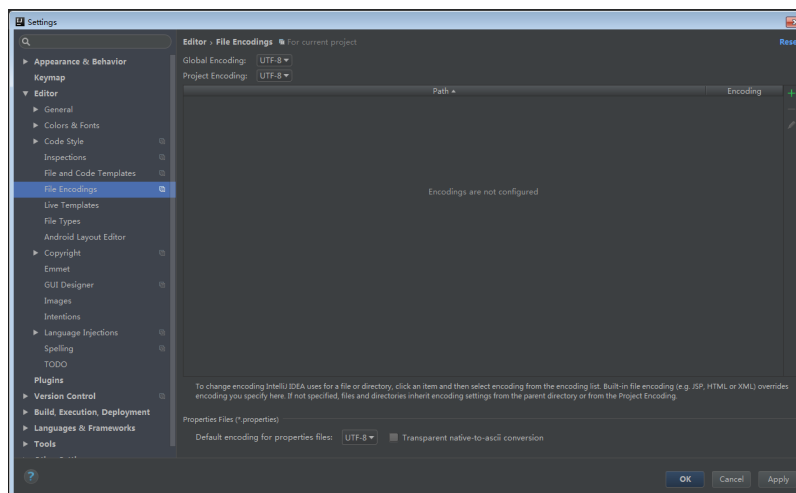 Settings
Editor › File Encodings For current project
Rese
Appearance & Behavior
Keymap
Editor
General
Colors & Fonts
Code Style
Inspections
File and Code Templates
File Encodings
Live Templates
File Types
Android Layout Editor
Copyright
Emmet
GUI Designer
Images
Intentions
Language Injections
Spelling
TODO
Plugins
Version Control
Build, Execution, Deployment
Languages & Frameworks
Tools
Global Encoding: UTF-8
Project Encoding: UTF-8
Path Encoding
Encodings are not configured
To change encoding IntelliJ IDEA uses for a file or directory, click an item and then select encoding from the encoding list. Built-in file encoding (e.g. JSP, HTML or XML) overrides
encoding you specify here. If not specified, files and directories inherit encoding settings from the parent directory or from the Project Encoding.
Properties Files (*.properties)
Default encoding for properties files: UTF-8 Transparent native-to-ascii conversion
? OK Cancel Apply